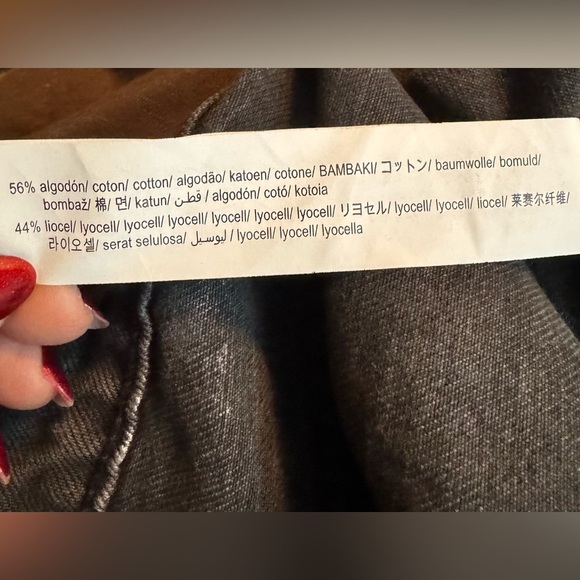 56% algodón/ coton/ cotton/ algodão/ katoen/ cotone/ BAMBAKI/ コットン/ baumwolle/ bomuld/
bombaž/ 棉/ 면/ katun/ قطن / algodón/ cotó/ kotoia
44% liocel/ lyocell/ lyocell/ lyocell/ lyocell/ lyocell/ lyocell/ リヨセル/ lyocell/ lyocell/ liocel/ 莱赛尔纤维/
라이오셀/ serat selulosa/ ليوسيل / lyocell/ lyocell/ lyocella